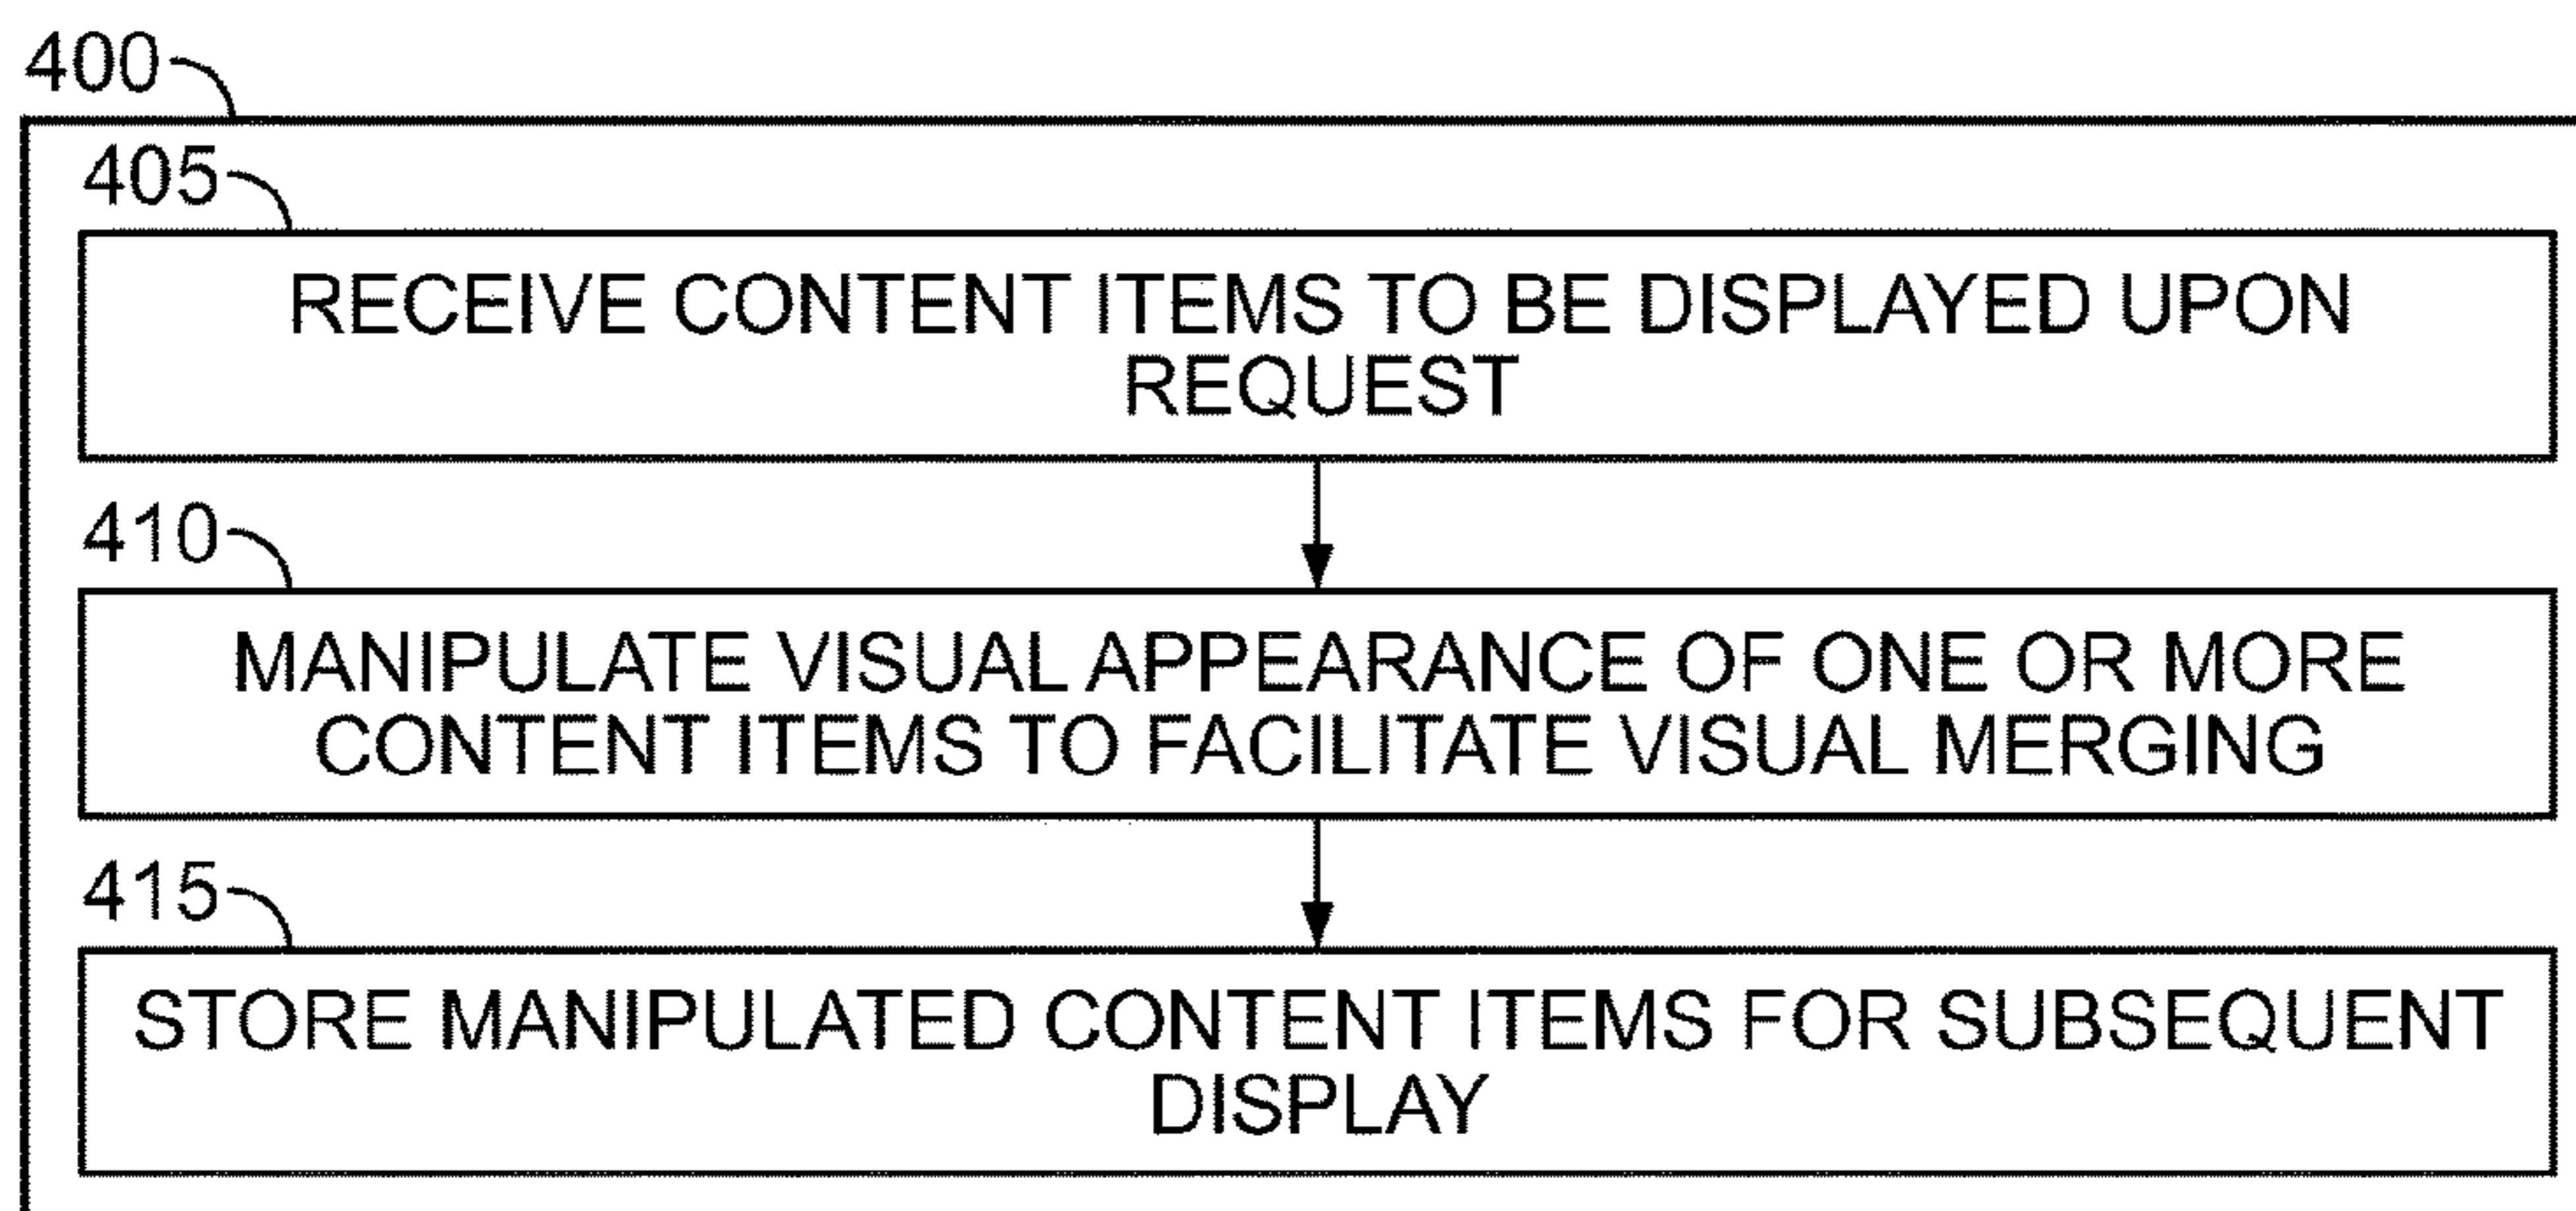 400
405
RECEIVE CONTENT ITEMS TO BE DISPLAYED UPON
REQUEST
410
MANIPULATE VISUAL APPEARANCE OF ONE OR MORE
CONTENT ITEMS TO FACILITATE VISUAL MERGING
415
STORE MANIPULATED CONTENT ITEMS FOR SUBSEQUENT
DISPLAY